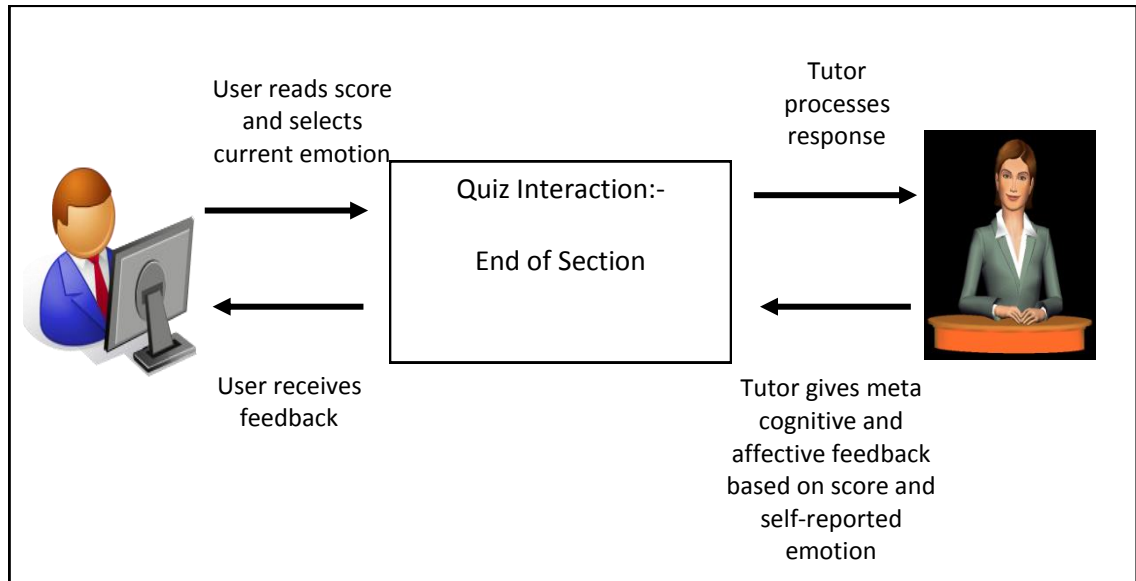 User reads score
and selects
current emotion
Tutor
processes
response
Quiz Interaction:-
End of Section
User receives
feedback
Tutor gives meta
cognitive and
affective feedback
based on score and
self-reported
emotion